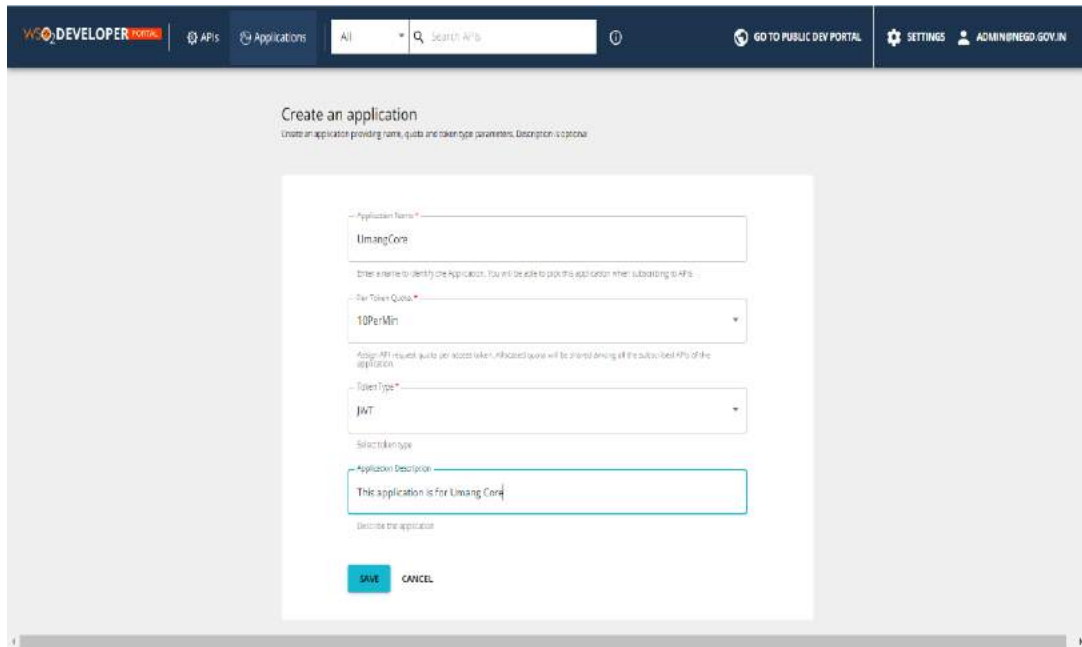 WSO2 DEVELOPER PORTAL
APIs
Applications
All
Search APIs
GO TO PUBLIC DEV PORTAL
SETTINGS
ADMIN@NEGD.GOV.IN
Create an application
Create an application providing name, quota and token type parameters. Description is optional
Application Name *
UmangCore
Enter a name to identify the Application. You will be able to pick this application when subscribing to APIs
Per Token Quota. *
10PerMin
Assign API request quota per access token. Allocated quota will be shared among all the subscribed APIs of the
application.
Token Type *
JWT
Select token type
Application Description
This application is for Umang Core
Describe the application
SAVE
CANCEL